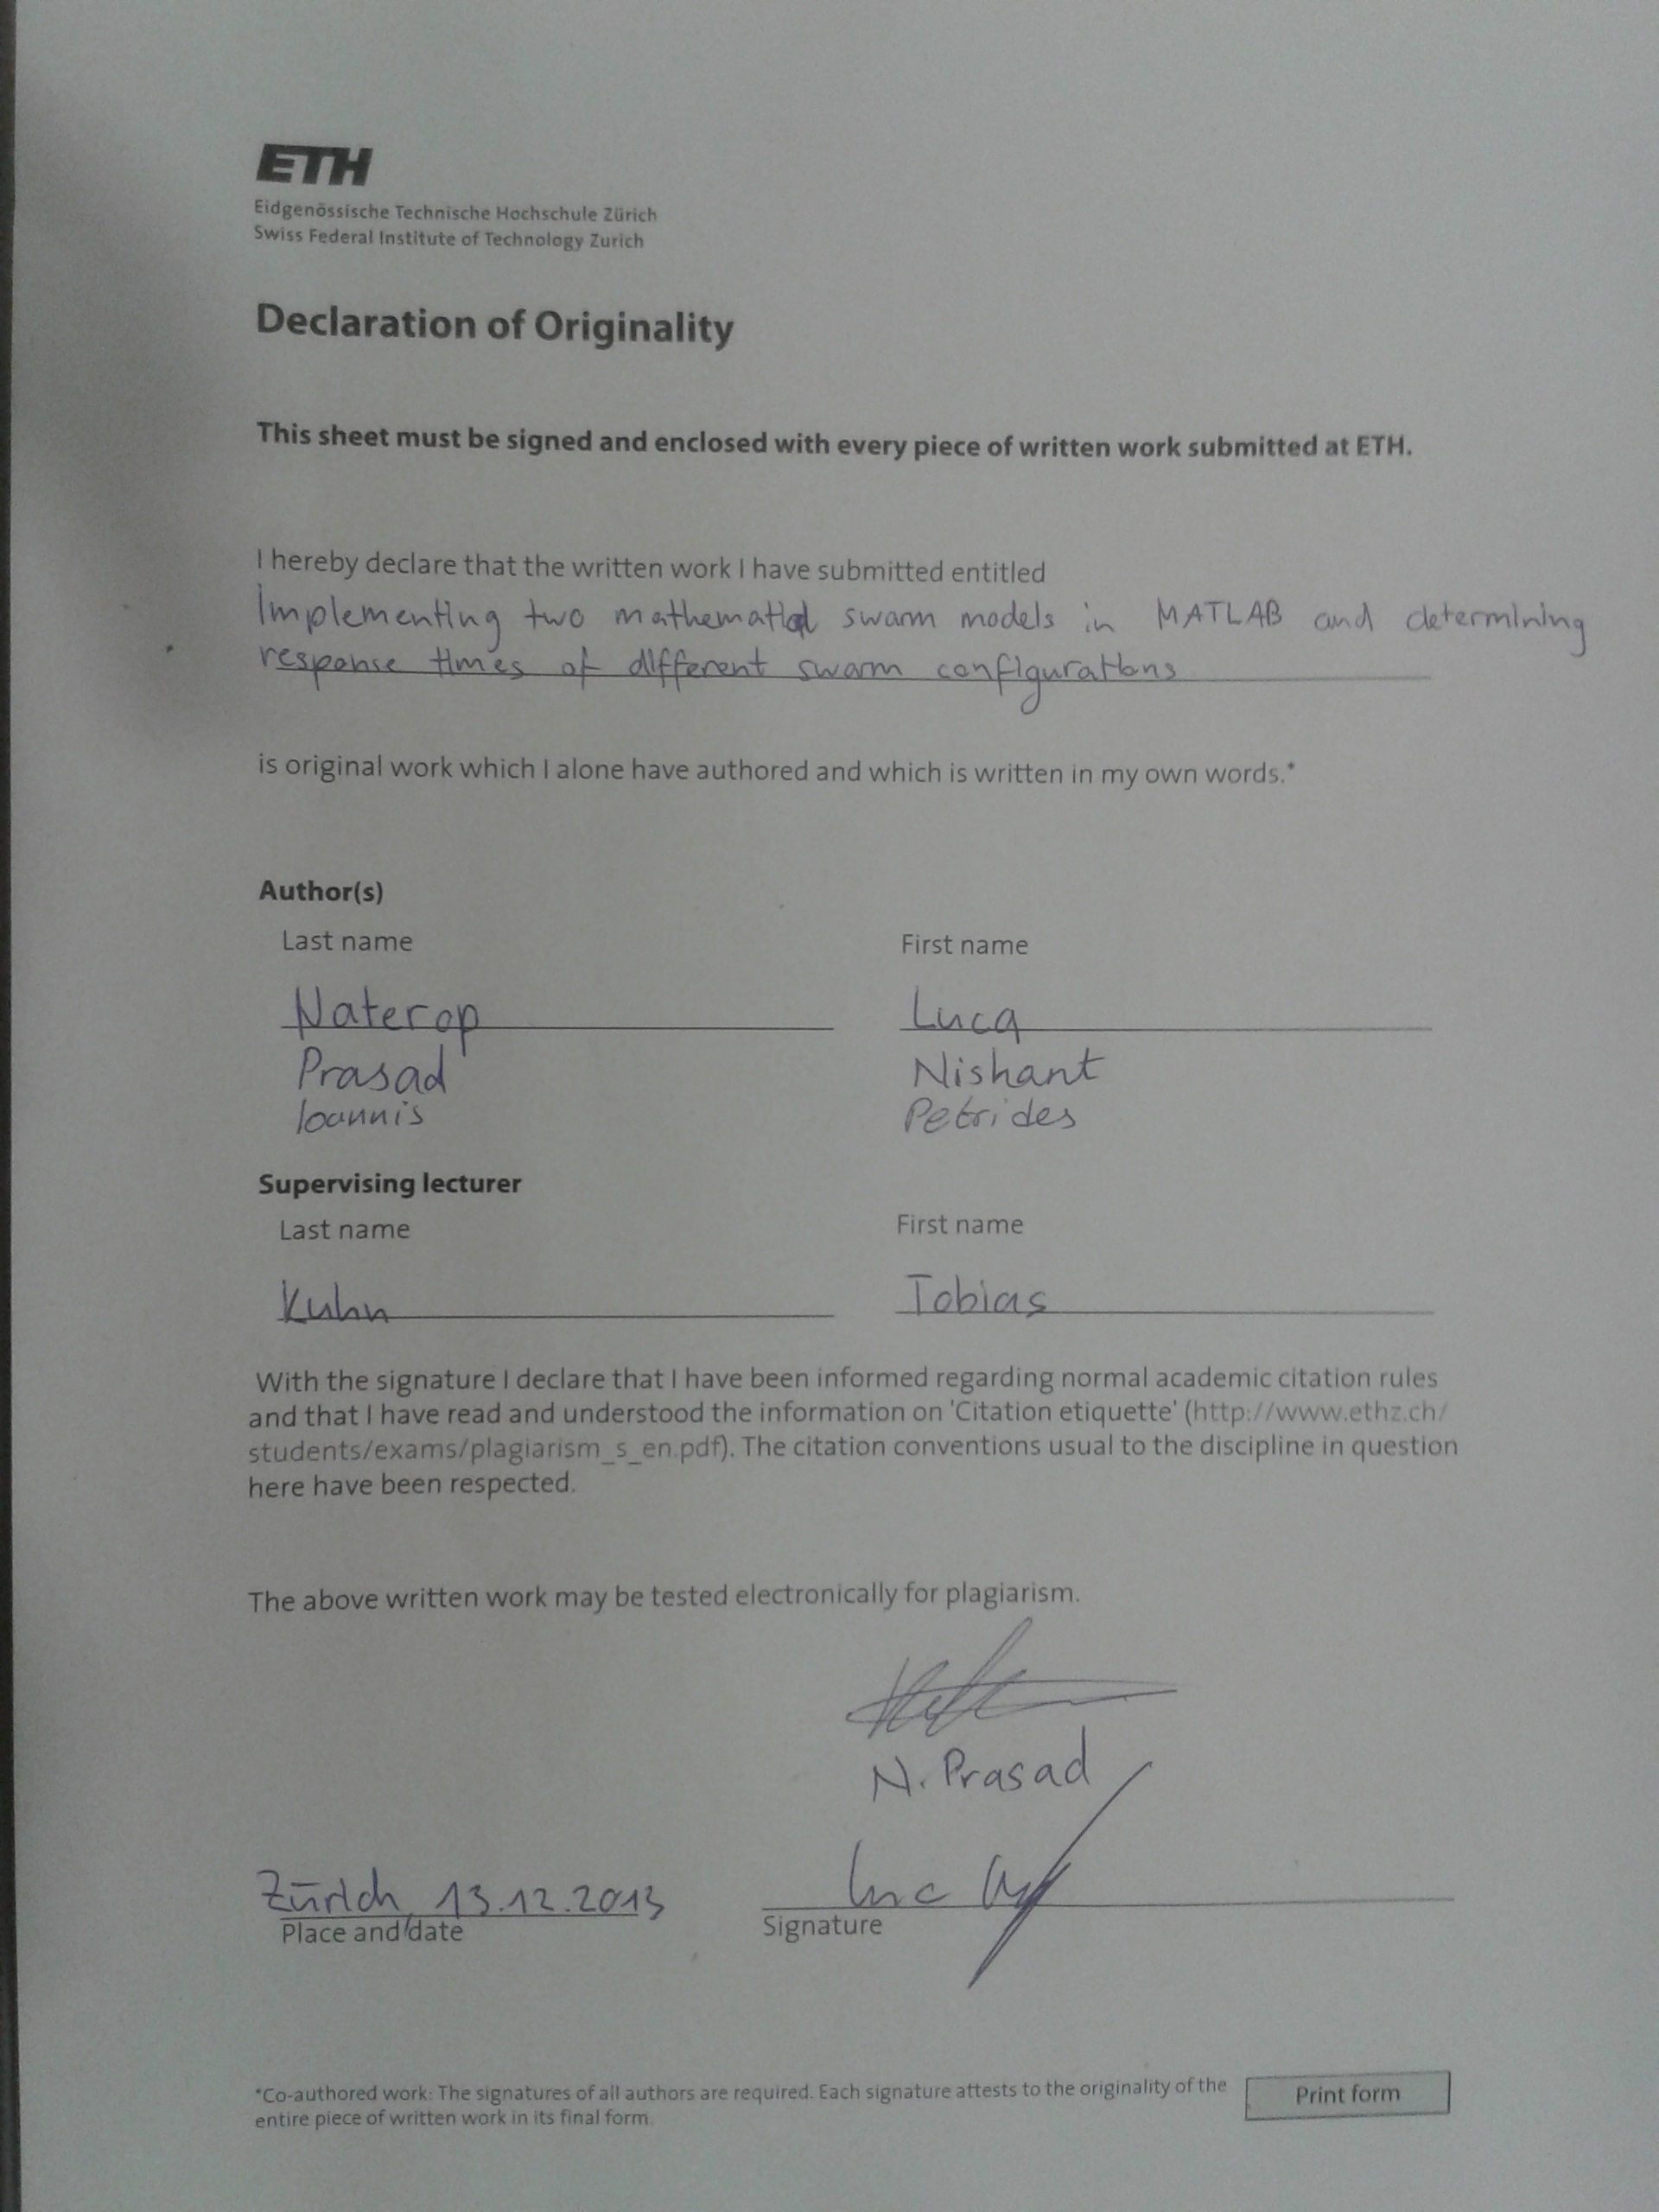 ETH
Eidgenössische Technische Hochschule Zürich
Swiss Federal Institute of Technology Zurich
Declaration of Originality
This sheet must be signed and enclosed with every piece of written work submitted at ETH.
I hereby declare that the written work I have submitted entitled
Implementing two mathematical swarm models in MATLAB and determining
response times of different swarm configurations
is original work which I alone have authored and which is written in my own words.*
Author(s)
Last name First name
Naterop Luca
Prasad Nishant
Ioannis Petrides
Supervising lecturer
Last name First name
Kuhn Tobias
With the signature I declare that I have been informed regarding normal academic citation rules
and that I have read and understood the information on 'Citation etiquette' (http://www.ethz.ch/
students/exams/plagiarism_s_en.pdf). The citation conventions usual to the discipline in question
here have been respected.
The above written work may be tested electronically for plagiarism.
N. Prasad
Zürich, 13.12.2013
Place and date Signature
*Co-authored work: The signatures of all authors are required. Each signature attests to the originality of the
entire piece of written work in its final form.
Print form